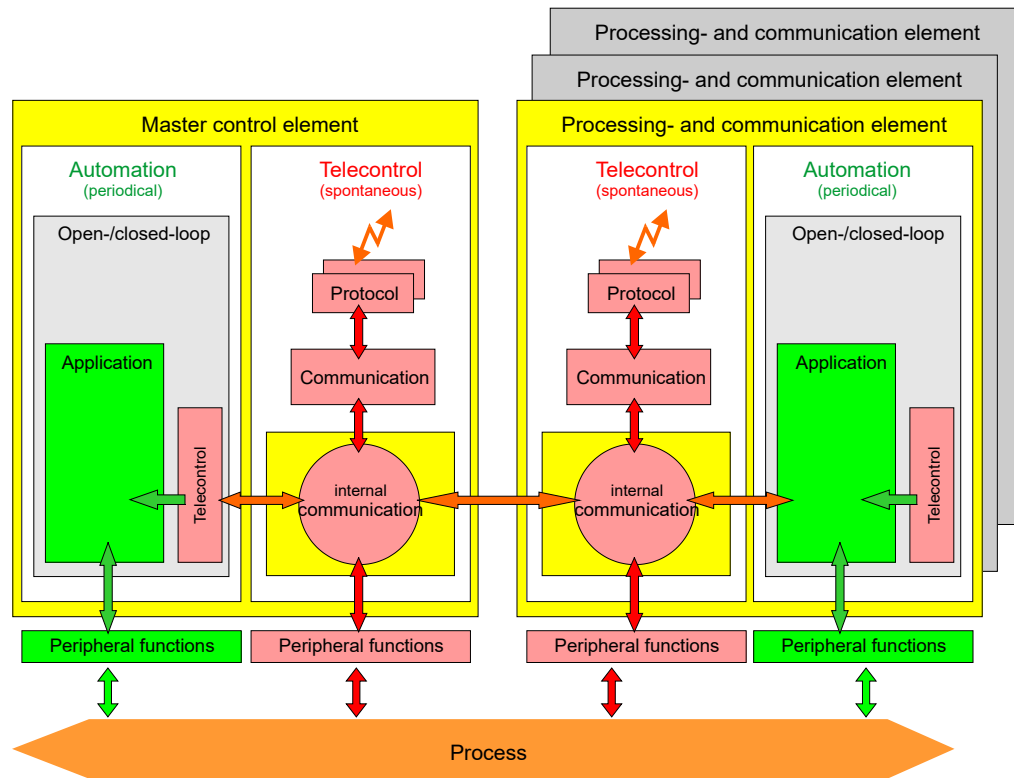 Processing- and communication element
Processing- and communication element
Master control element
Processing- and communication element
Automation
(periodical)
Telecontrol
(spontaneous)
Telecontrol
(spontaneous)
Automation
(periodical)
Open-/closed-loop
Open-/closed-loop
Protocol
Protocol
Application
Communication
Communication
Application
Telecontrol
internal
communication
internal
communication
Telecontrol
Peripheral functions
Peripheral functions
Peripheral functions
Peripheral functions
Process